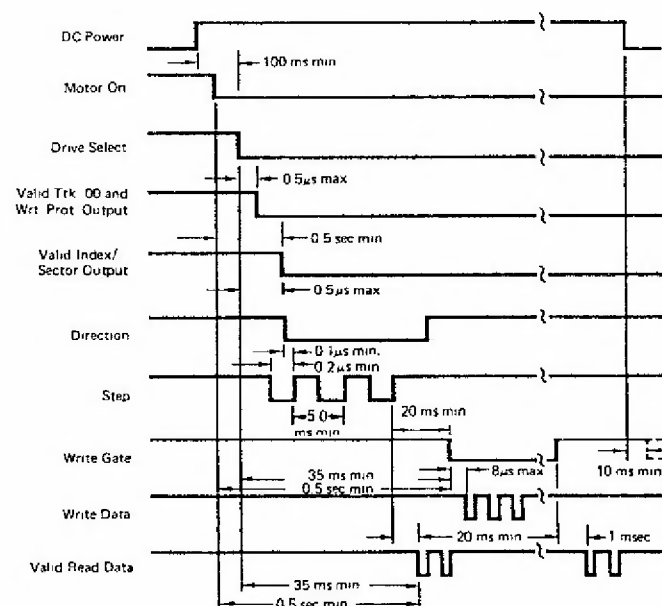 DC Power
100 ms min
Motor On
Drive Select
0.5μs max
Valid Trk 00 and
Wrt Prot Output
0.5 sec min
Valid Index/
Sector Output
0.5μs max
Direction
0.1μs min.
0.2μs min
Step
5.0
ms min
20 ms min
Write Gate
8μs max
10 ms min
35 ms min
0.5 sec min
Write Data
20 ms min
1 msec
Valid Read Data
35 ms min
0.5 sec min